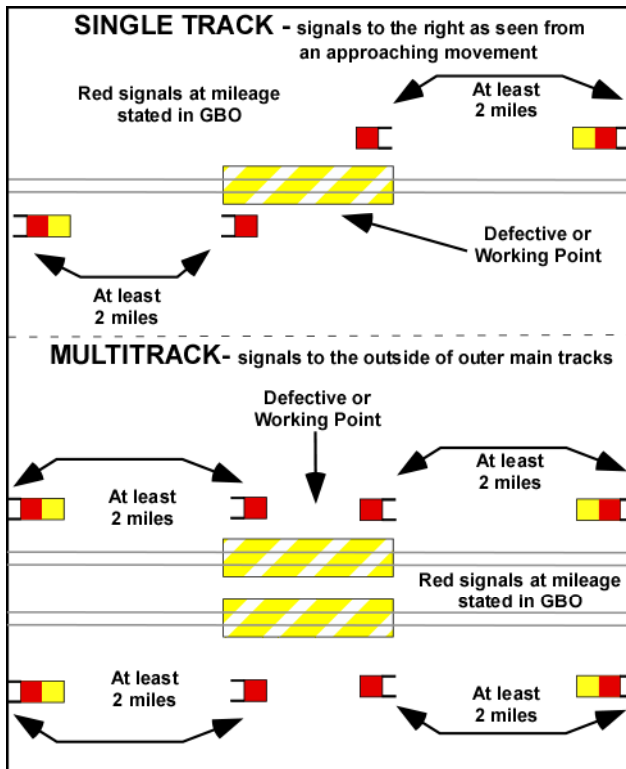 SINGLE TRACK - signals to the right as seen from
an approaching movement
Red signals at mileage
stated in GBO
At least
2 miles
Defective or
Working Point
At least
2 miles
MULTITRACK- signals to the outside of outer main tracks
Defective or
Working Point
At least
2 miles
At least
2 miles
Red signals at mileage
stated in GBO
At least
2 miles
At least
2 miles